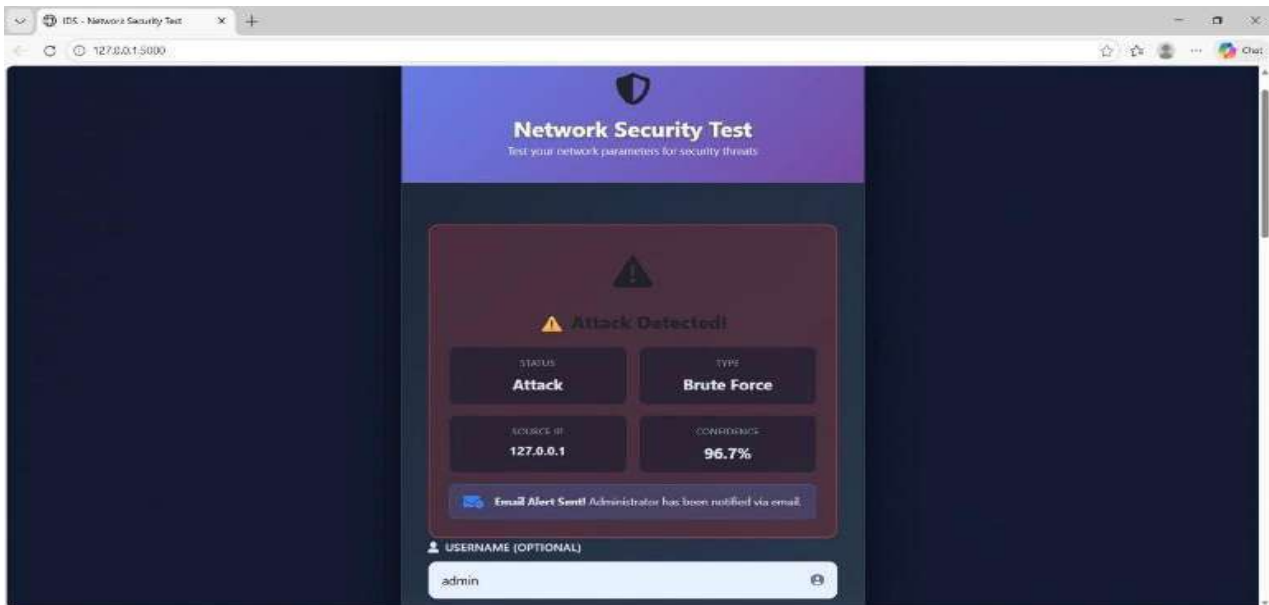 IDS - Network Security Test
127.0.0.1:5000
Chat
Network Security Test
Test your network parameters for security threats
Attack Detected!
STATUS
Attack
TYPE
Brute Force
SOURCE IP
127.0.0.1
CONFIDENCE
96.7%
Email Alert Sent! Administrator has been notified via email.
USERNAME (OPTIONAL)
admin